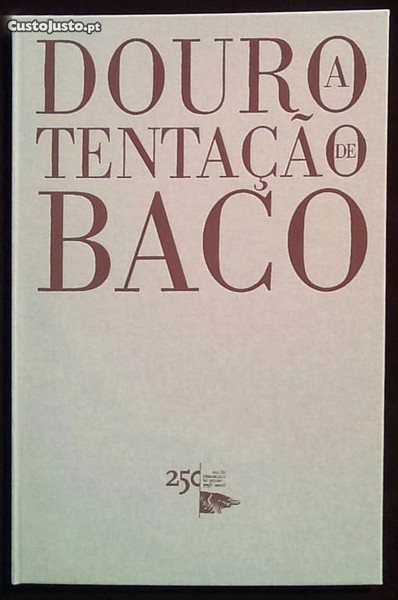 CustoJusto.pt
DOURO A
TENTAÇÃO DE
BACO
250